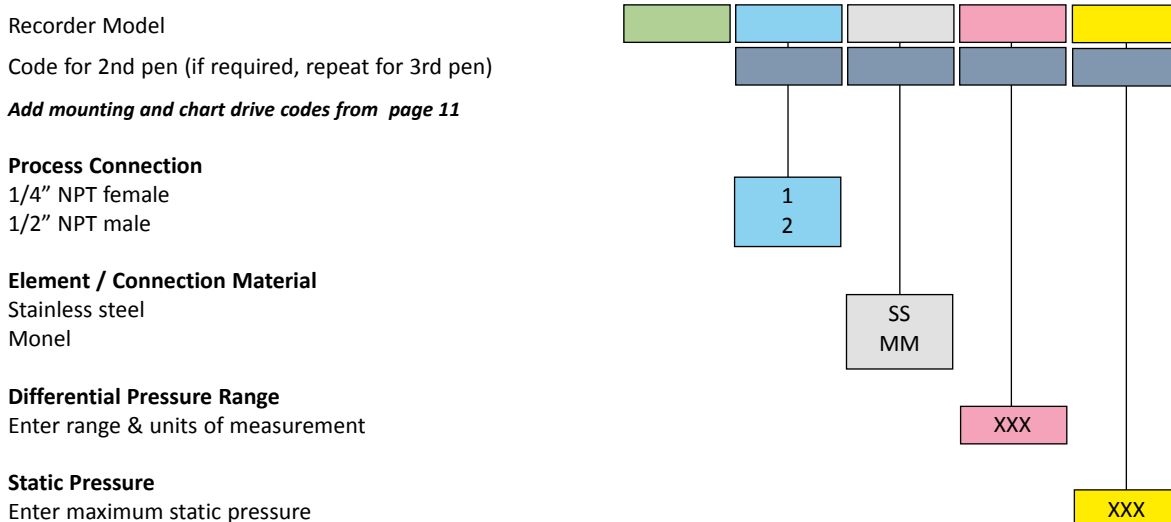 Recorder Model
Code for 2nd pen (if required, repeat for 3rd pen)
Add mounting and chart drive codes from page 11
Process Connection
1/4” NPT female
1
1/2” NPT male
2
Element / Connection Material
Stainless steel
SS
Monel
MM
Differential Pressure Range
Enter range & units of measurement
XXX
Static Pressure
Enter maximum static pressure
XXX